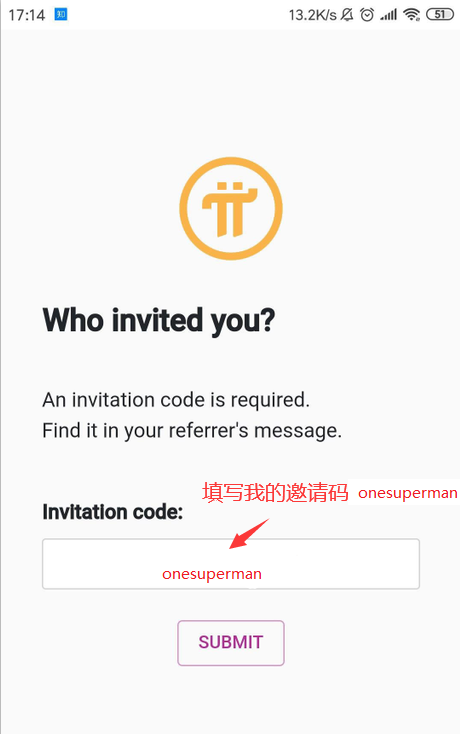 17:14 知 13.2K/s 51
Who invited you?
An invitation code is required.
Find it in your referrer's message.
填写我的邀请码 onesuperman
Invitation code:
onesuperman
SUBMIT